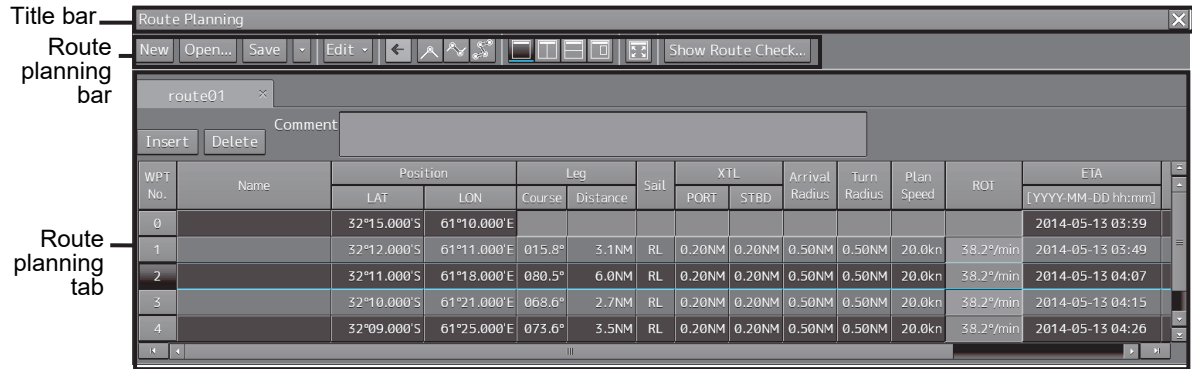 Title bar
Route Planning
Route planning bar
New Open... Save Edit Show Route Check...
route01 ×
Comment
Insert Delete
WPT No. Name Position Leg Sail XTL Arrival Radius Turn Radius Plan Speed ROT ETA
LAT LON Course Distance PORT STBD [YYYY-MM-DD hh:mm]
Route planning tab
0 32°15.000'S 61°10.000'E 2014-05-13 03:39
1 32°12.000'S 61°11.000'E 015.8° 3.1NM RL 0.20NM 0.20NM 0.50NM 0.50NM 20.0kn 38.2°/min 2014-05-13 03:49
2 32°11.000'S 61°18.000'E 080.5° 6.0NM RL 0.20NM 0.20NM 0.50NM 0.50NM 20.0kn 38.2°/min 2014-05-13 04:07
3 32°10.000'S 61°21.000'E 068.6° 2.7NM RL 0.20NM 0.20NM 0.50NM 0.50NM 20.0kn 38.2°/min 2014-05-13 04:15
4 32°09.000'S 61°25.000'E 073.6° 3.5NM RL 0.20NM 0.20NM 0.50NM 0.50NM 20.0kn 38.2°/min 2014-05-13 04:26